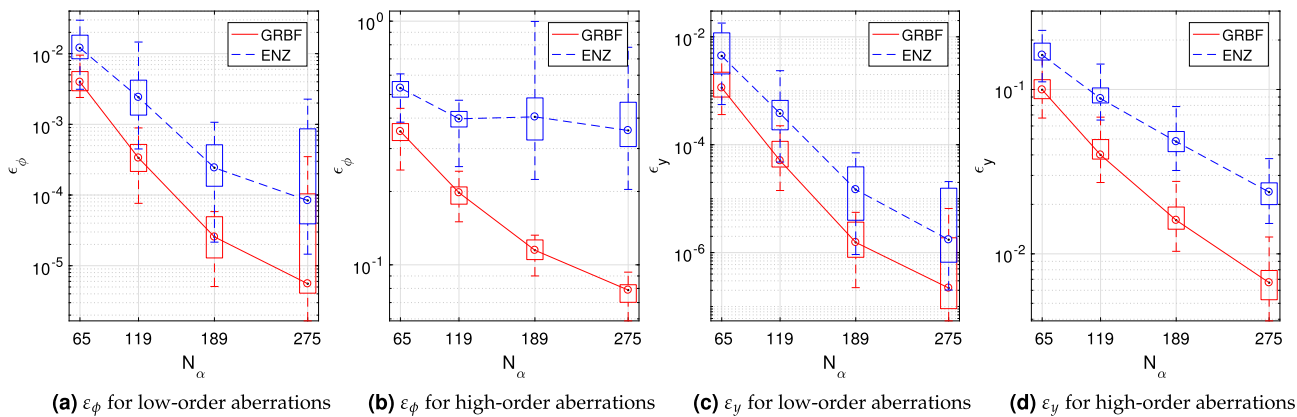 GRBF
ENZ
10^-2
10^-3
10^-4
10^-5
ϵ_ϕ
65 119 189 275
N_α
(a) ε_ϕ for low-order aberrations
GRBF
ENZ
10^0
10^-1
ϵ_ϕ
65 119 189 275
N_α
(b) ε_ϕ for high-order aberrations
GRBF
ENZ
10^-2
10^-4
10^-6
ϵ_y
65 119 189 275
N_α
(c) ε_y for low-order aberrations
GRBF
ENZ
10^-1
10^-2
ϵ_y
65 119 189 275
N_α
(d) ε_y for high-order aberrations